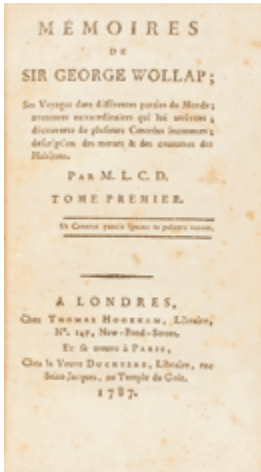 MÉMOIRES
DE
SIR GEORGE WOLLAP;
Ses Voyages dans différentes parties du Monde;
aventures extraordinaires qui lui arrivent;
découverte de plusieurs Contrées inconnues;
description des mœurs & des coutumes des
Habitans.
PAR M. L. C. D.
TOME PREMIER.
A LONDRES,
Chez THOMAS HOOKHAM, Libraire,
N°. 147, New-Bond-Street.
Et se trouve à PARIS,
Chez la Veuve DUCHESNE, Libraire, rue
Saint-Jacques, au Temple du Goût.
1787.